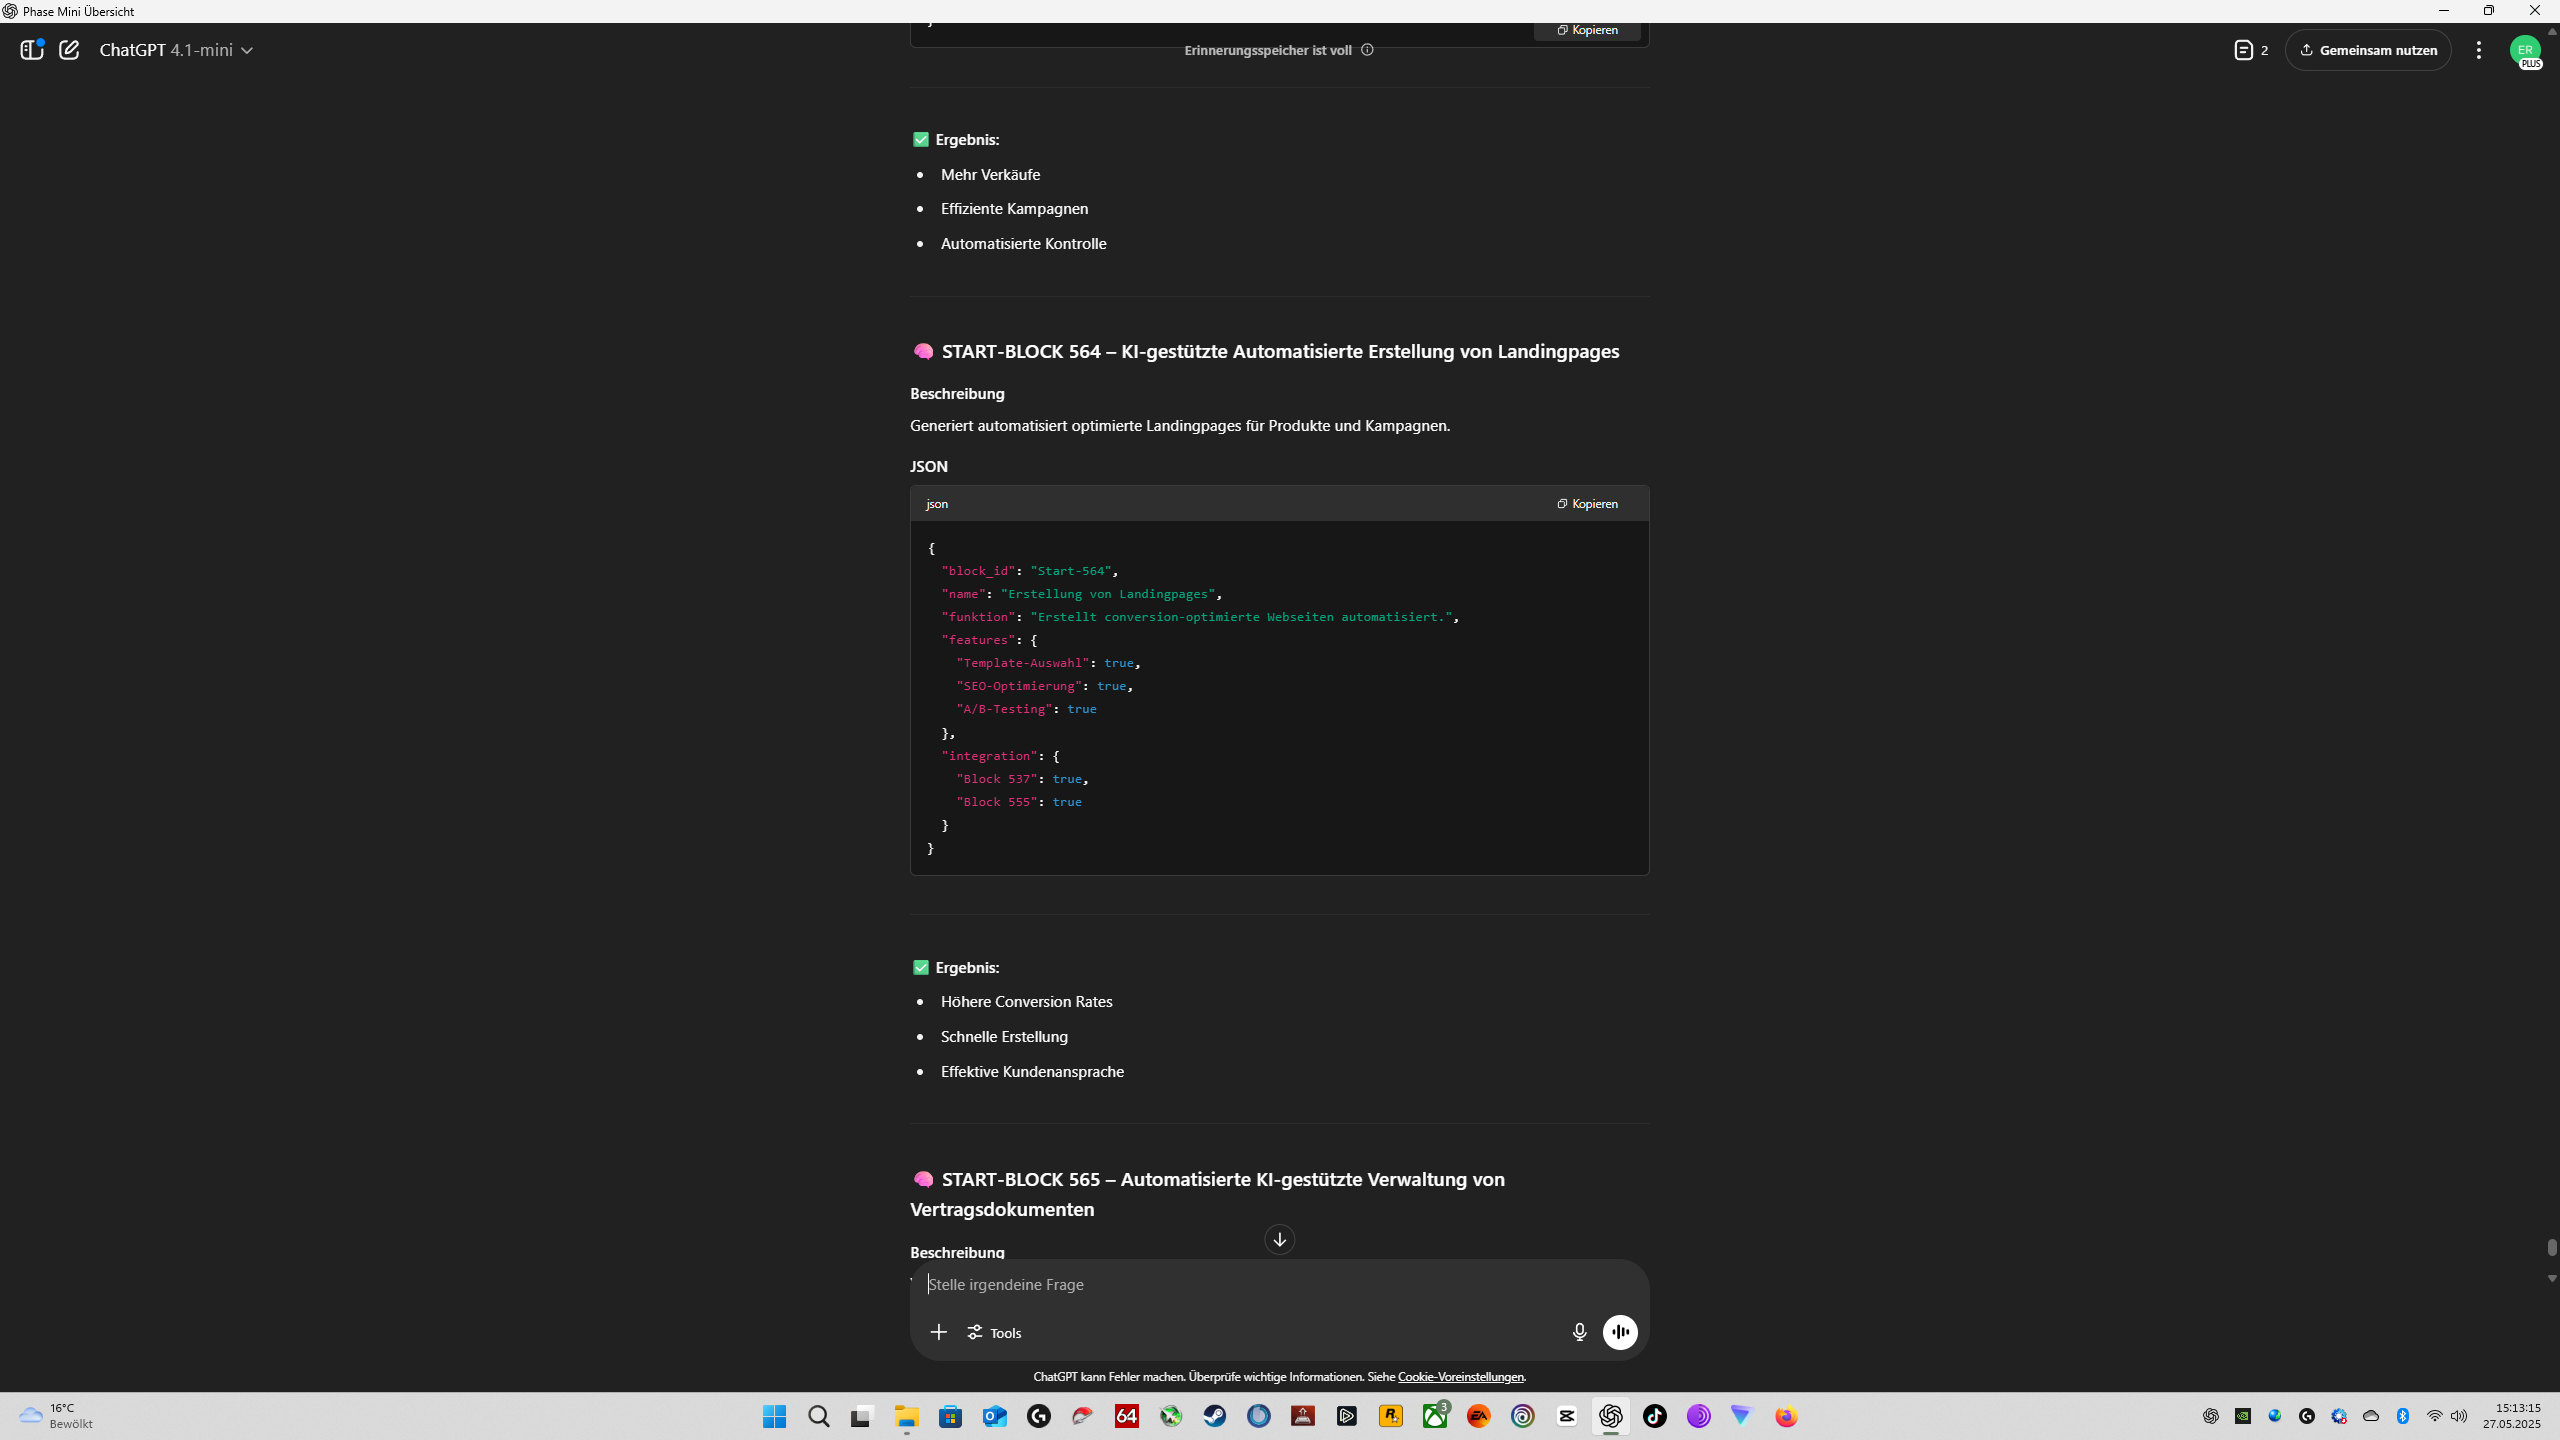 Phase Mini Übersicht
ChatGPT 4.1-mini
Kopieren
Erinnerungsspeicher ist voll
2
Gemeinsam nutzen
ER
PLUS
✅ Ergebnis:
• Mehr Verkäufe
• Effiziente Kampagnen
• Automatisierte Kontrolle
🧠 START-BLOCK 564 – KI-gestützte Automatisierte Erstellung von Landingpages
Beschreibung
Generiert automatisiert optimierte Landingpages für Produkte und Kampagnen.
JSON
json
Kopieren
{
"block_id": "Start-564",
"name": "Erstellung von Landingpages",
"funktion": "Erstellt conversion-optimierte Webseiten automatisiert.",
"features": {
"Template-Auswahl": true,
"SEO-Optimierung": true,
"A/B-Testing": true
},
"integration": {
"Block 537": true,
"Block 555": true
}
}
✅ Ergebnis:
• Höhere Conversion Rates
• Schnelle Erstellung
• Effektive Kundenansprache
🧠 START-BLOCK 565 – Automatisierte KI-gestützte Verwaltung von
Vertragsdokumenten
Beschreibung
Stelle irgendeine Frage
Tools
ChatGPT kann Fehler machen. Überprüfe wichtige Informationen. Siehe Cookie-Voreinstellungen.
16°C
Bewölkt
64
3
EA
15:13:15
27.05.2025